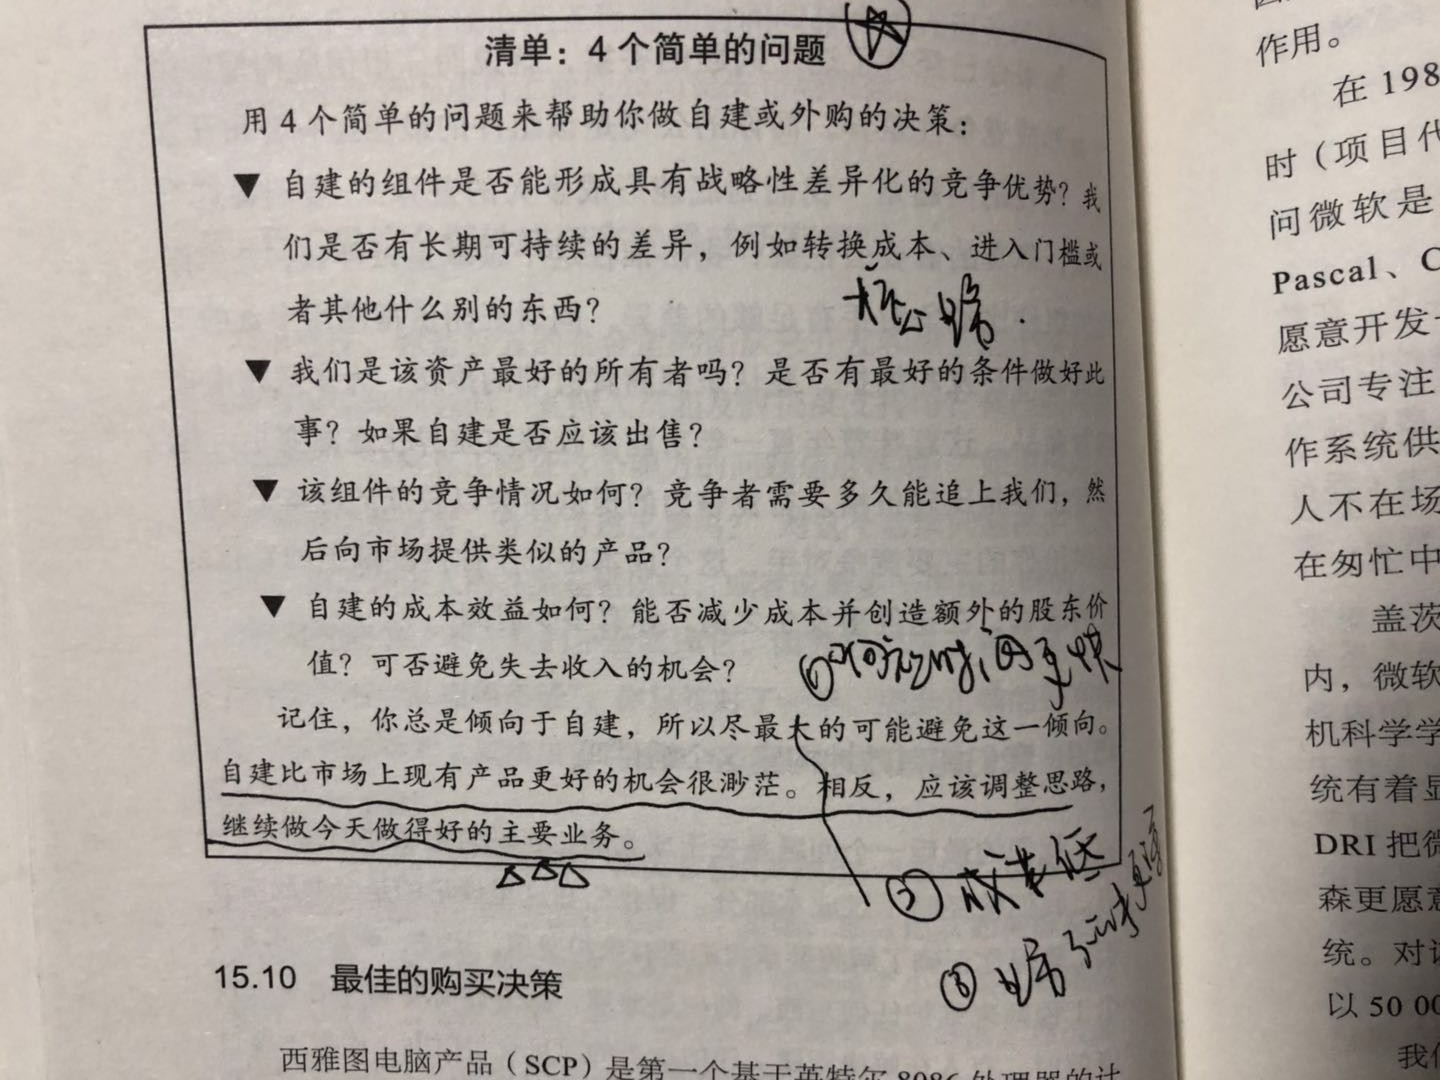 清单：4个简单的问题
用4个简单的问题来帮助你做自建或外购的决策：
▼ 自建的组件是否能形成具有战略性差异化的竞争优势？我
们是否有长期可持续的差异，例如转换成本、进入门槛或
者其他什么别的东西？
▼ 我们是该资产最好的所有者吗？是否有最好的条件做好此
事？如果自建是否应该出售？
▼ 该组件的竞争情况如何？竞争者需要多久能追上我们，然
后向市场提供类似的产品？
▼ 自建的成本效益如何？能否减少成本并创造额外的股东价
值？可否避免失去收入的机会？
①
记住，你总是倾向于自建，所以尽最大的可能避免这一倾向。
自建比市场上现有产品更好的机会很渺茫。相反，应该调整思路，
继续做今天做得好的主要业务。
② 成本低
③
15.10 最佳的购买决策
西雅图电脑产品（SCP）是第一个基于英特尔8086处理器的计
作用。
在198
时（项目代
问微软是
Pascal、C
愿意开发
公司专注
作系统供
人不在场
在匆忙中
盖茨
内，微软
机科学学
统有着显
DRI把微
森更愿意
统。对
以50 00
我们